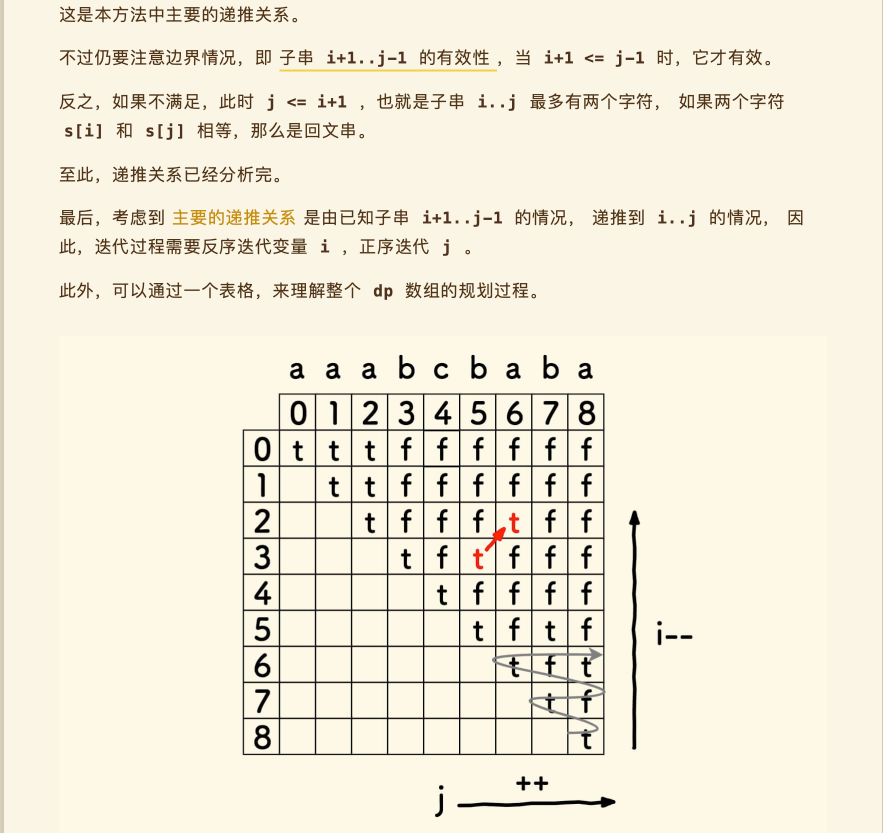 这是本方法中主要的递推关系。
不过仍要注意边界情况，即 子串 i+1..j-1 的有效性 ，当 i+1 <= j-1 时，它才有效。
反之，如果不满足，此时 j <= i+1 ，也就是子串 i..j 最多有两个字符， 如果两个字符
s[i] 和 s[j] 相等，那么是回文串。
至此，递推关系已经分析完。
最后，考虑到 主要的递推关系 是由已知子串 i+1..j-1 的情况， 递推到 i..j 的情况， 因
此，迭代过程需要反序迭代变量 i ，正序迭代 j 。
此外，可以通过一个表格，来理解整个 dp 数组的规划过程。
a a a b c b a b a
0 1 2 3 4 5 6 7 8
0 t t t f f f f f f
1 t t f f f f f f
2 t f f f t f f
3 t f t f f f
4 t f f f f
5 t f t f
6 t f t
7 t f
8 t
i--
++
j